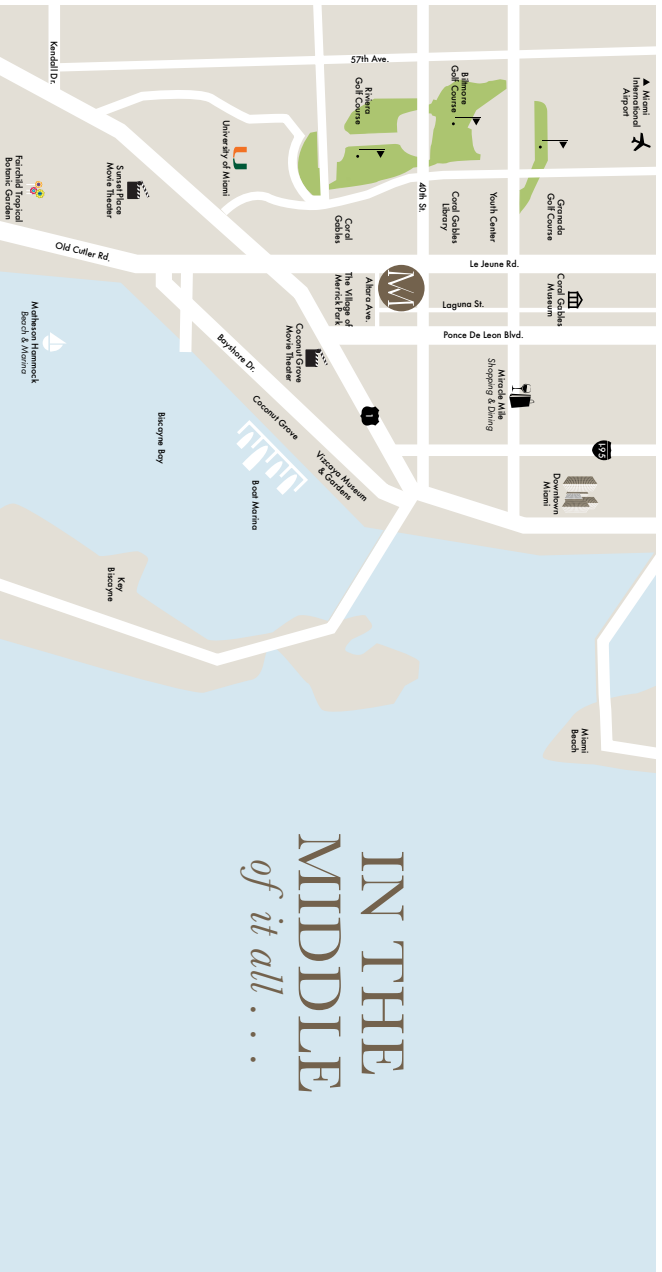 Miami
International
Airport
195
Granada
Golf Course
Coral Gables
Museum
Downtown
Miami
Miami
Beach
Biltmore
Golf Course
Youth Center
Le Jeune Rd.
Laguna St.
Ponce De Leon Blvd.
Miracle Mile
Shopping & Dining
Coral Gables
Library
40th St.
57th Ave.
Riviera
Golf Course
Coral
Gables
Altara Ave.
The Village of
Merrick Park
1
IN THE
MIDDLE
of it all . . .
Coconut Grove
Movie Theater
Vizcaya Museum
& Gardens
Coconut Grove
Bayshore Dr.
Boat Marina
University of Miami
Biscayne Bay
Key
Biscayne
Sunset Place
Movie Theater
Old Cutler Rd.
Kendall Dr.
Matheson Hammock
Beach & Marina
Fairchild Tropical
Botanic Garden